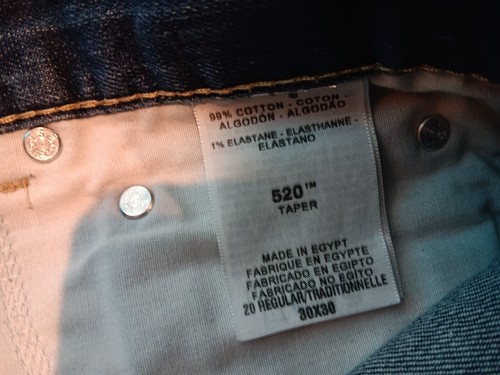 99% COTTON - COTON -
ALGODÓN - ALGODÃO
1% ELASTANE - ELASTHANNE -
ELASTANO
520™
TAPER
MADE IN EGYPT
FABRIQUE EN EGYPTE
FABRICADO EN EGIPTO
FABRICADO NO EGITO
20 REGULAR/TRADITIONNELLE
30X30